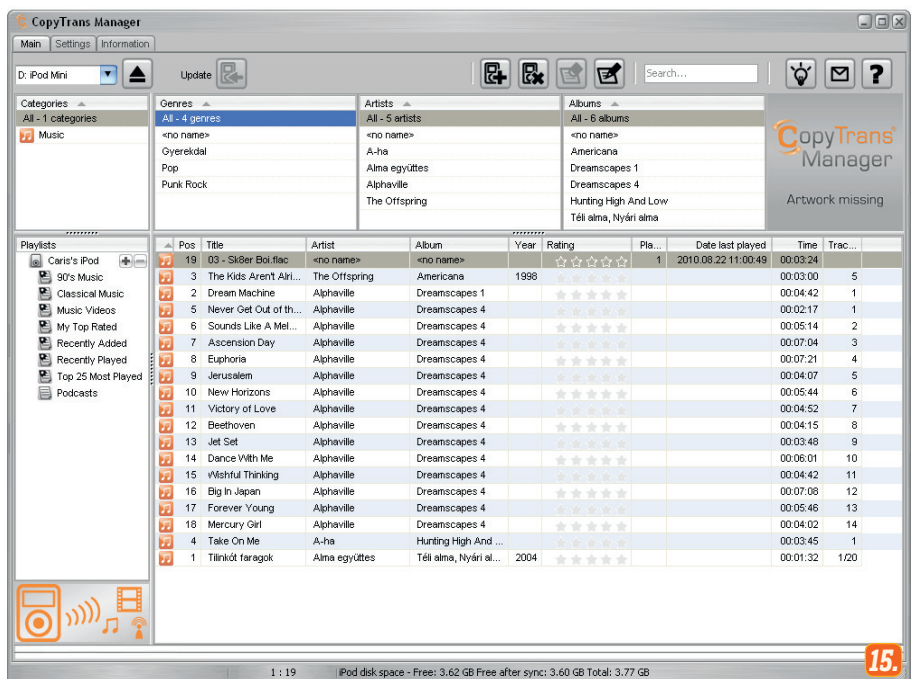 CopyTrans Manager
Main Settings Information
D: iPod Mini Update Search...
Categories Genres Artists Albums
All - 1 categories All - 4 genres All - 5 artists All - 6 albums
Music <no name> <no name> <no name>
Gyerekdal A-ha Americana
Pop Alma együttes Dreamscapes 1
Punk Rock Alphaville Dreamscapes 4
The Offspring Hunting High And Low
Téli alma, Nyári alma
CopyTrans®
Manager
Artwork missing
Playlists
Caris's iPod
90's Music
Classical Music
Music Videos
My Top Rated
Recently Added
Recently Played
Top 25 Most Played
Podcasts
Pos Title Artist Album Year Rating Pla... Date last played Time Trac...
19 03 - Sk8er Boi.flac <no name> <no name> 1 2010.08.22 11:00:49 00:03:24
3 The Kids Aren't Alri... The Offspring Americana 1998 00:03:00 5
2 Dream Machine Alphaville Dreamscapes 1 00:04:42 1
5 Never Get Out of th... Alphaville Dreamscapes 4 00:02:17 1
6 Sounds Like A Mel... Alphaville Dreamscapes 4 00:05:14 2
7 Ascension Day Alphaville Dreamscapes 4 00:07:04 3
8 Euphoria Alphaville Dreamscapes 4 00:07:21 4
9 Jerusalem Alphaville Dreamscapes 4 00:04:07 5
10 New Horizons Alphaville Dreamscapes 4 00:05:44 6
11 Victory of Love Alphaville Dreamscapes 4 00:04:52 7
12 Beethoven Alphaville Dreamscapes 4 00:04:15 8
13 Jet Set Alphaville Dreamscapes 4 00:03:48 9
14 Dance With Me Alphaville Dreamscapes 4 00:06:01 10
15 Wishful Thinking Alphaville Dreamscapes 4 00:04:42 11
16 Big In Japan Alphaville Dreamscapes 4 00:07:08 12
17 Forever Young Alphaville Dreamscapes 4 00:05:46 13
18 Mercury Girl Alphaville Dreamscapes 4 00:04:02 14
4 Take On Me A-ha Hunting High And ... 00:03:45 1
1 Tilinkót faragok Alma együttes Téli alma, Nyári al... 2004 00:01:32 1/20
15.
1 : 19 iPod disk space - Free: 3.62 GB Free after sync: 3.60 GB Total: 3.77 GB